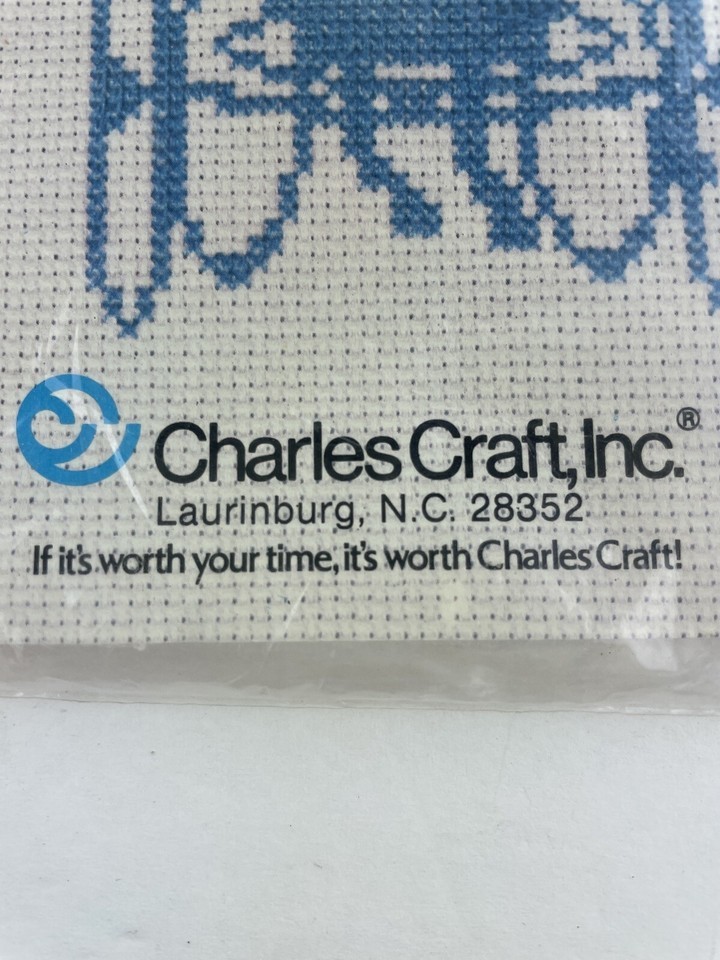 Charles Craft, Inc.®
Laurinburg, N.C. 28352
If it's worth your time, it's worth Charles Craft!